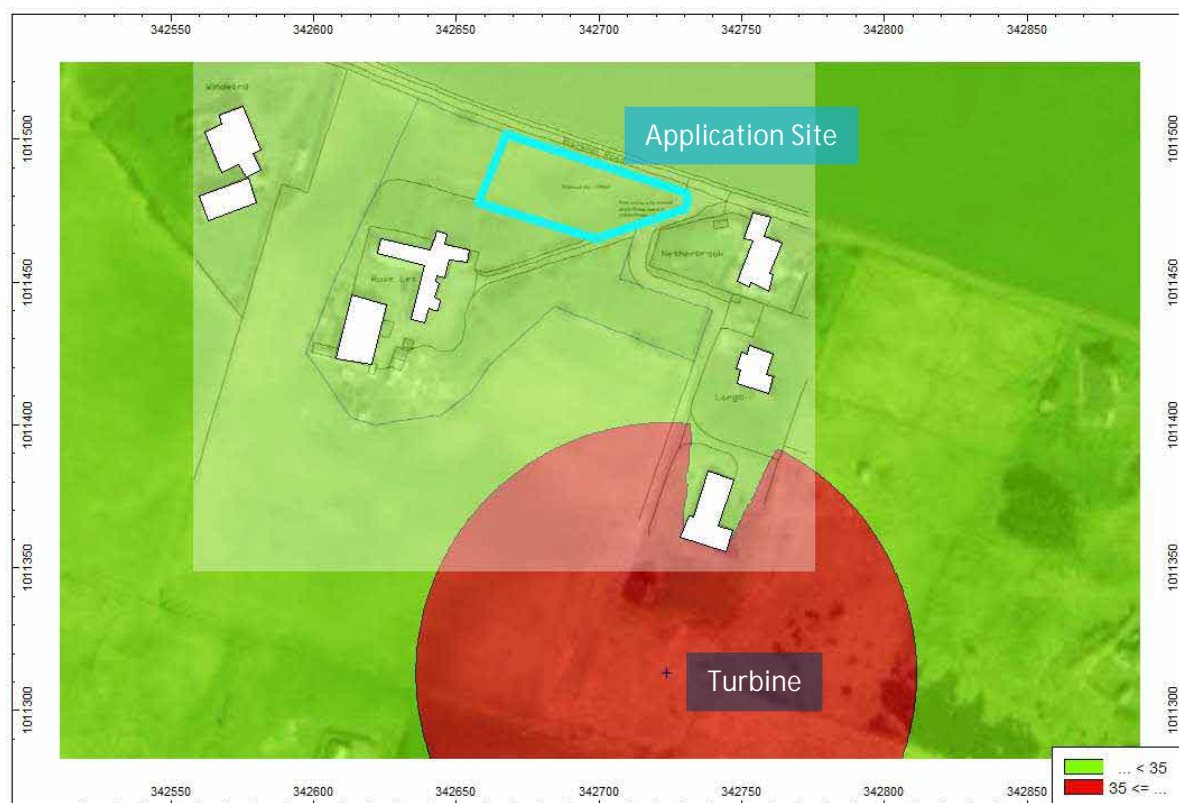 342550 342600 342650 342700 342750 342800 342850
1011500 1011500
Windward
Application Site
Netherbrook
1011450 1011450
Rose Lea
Largo
1011400 1011400
1011350 1011350
Turbine
1011300 1011300
... < 35
35 <= ...
342550 342600 342650 342700 342750 342800 342850